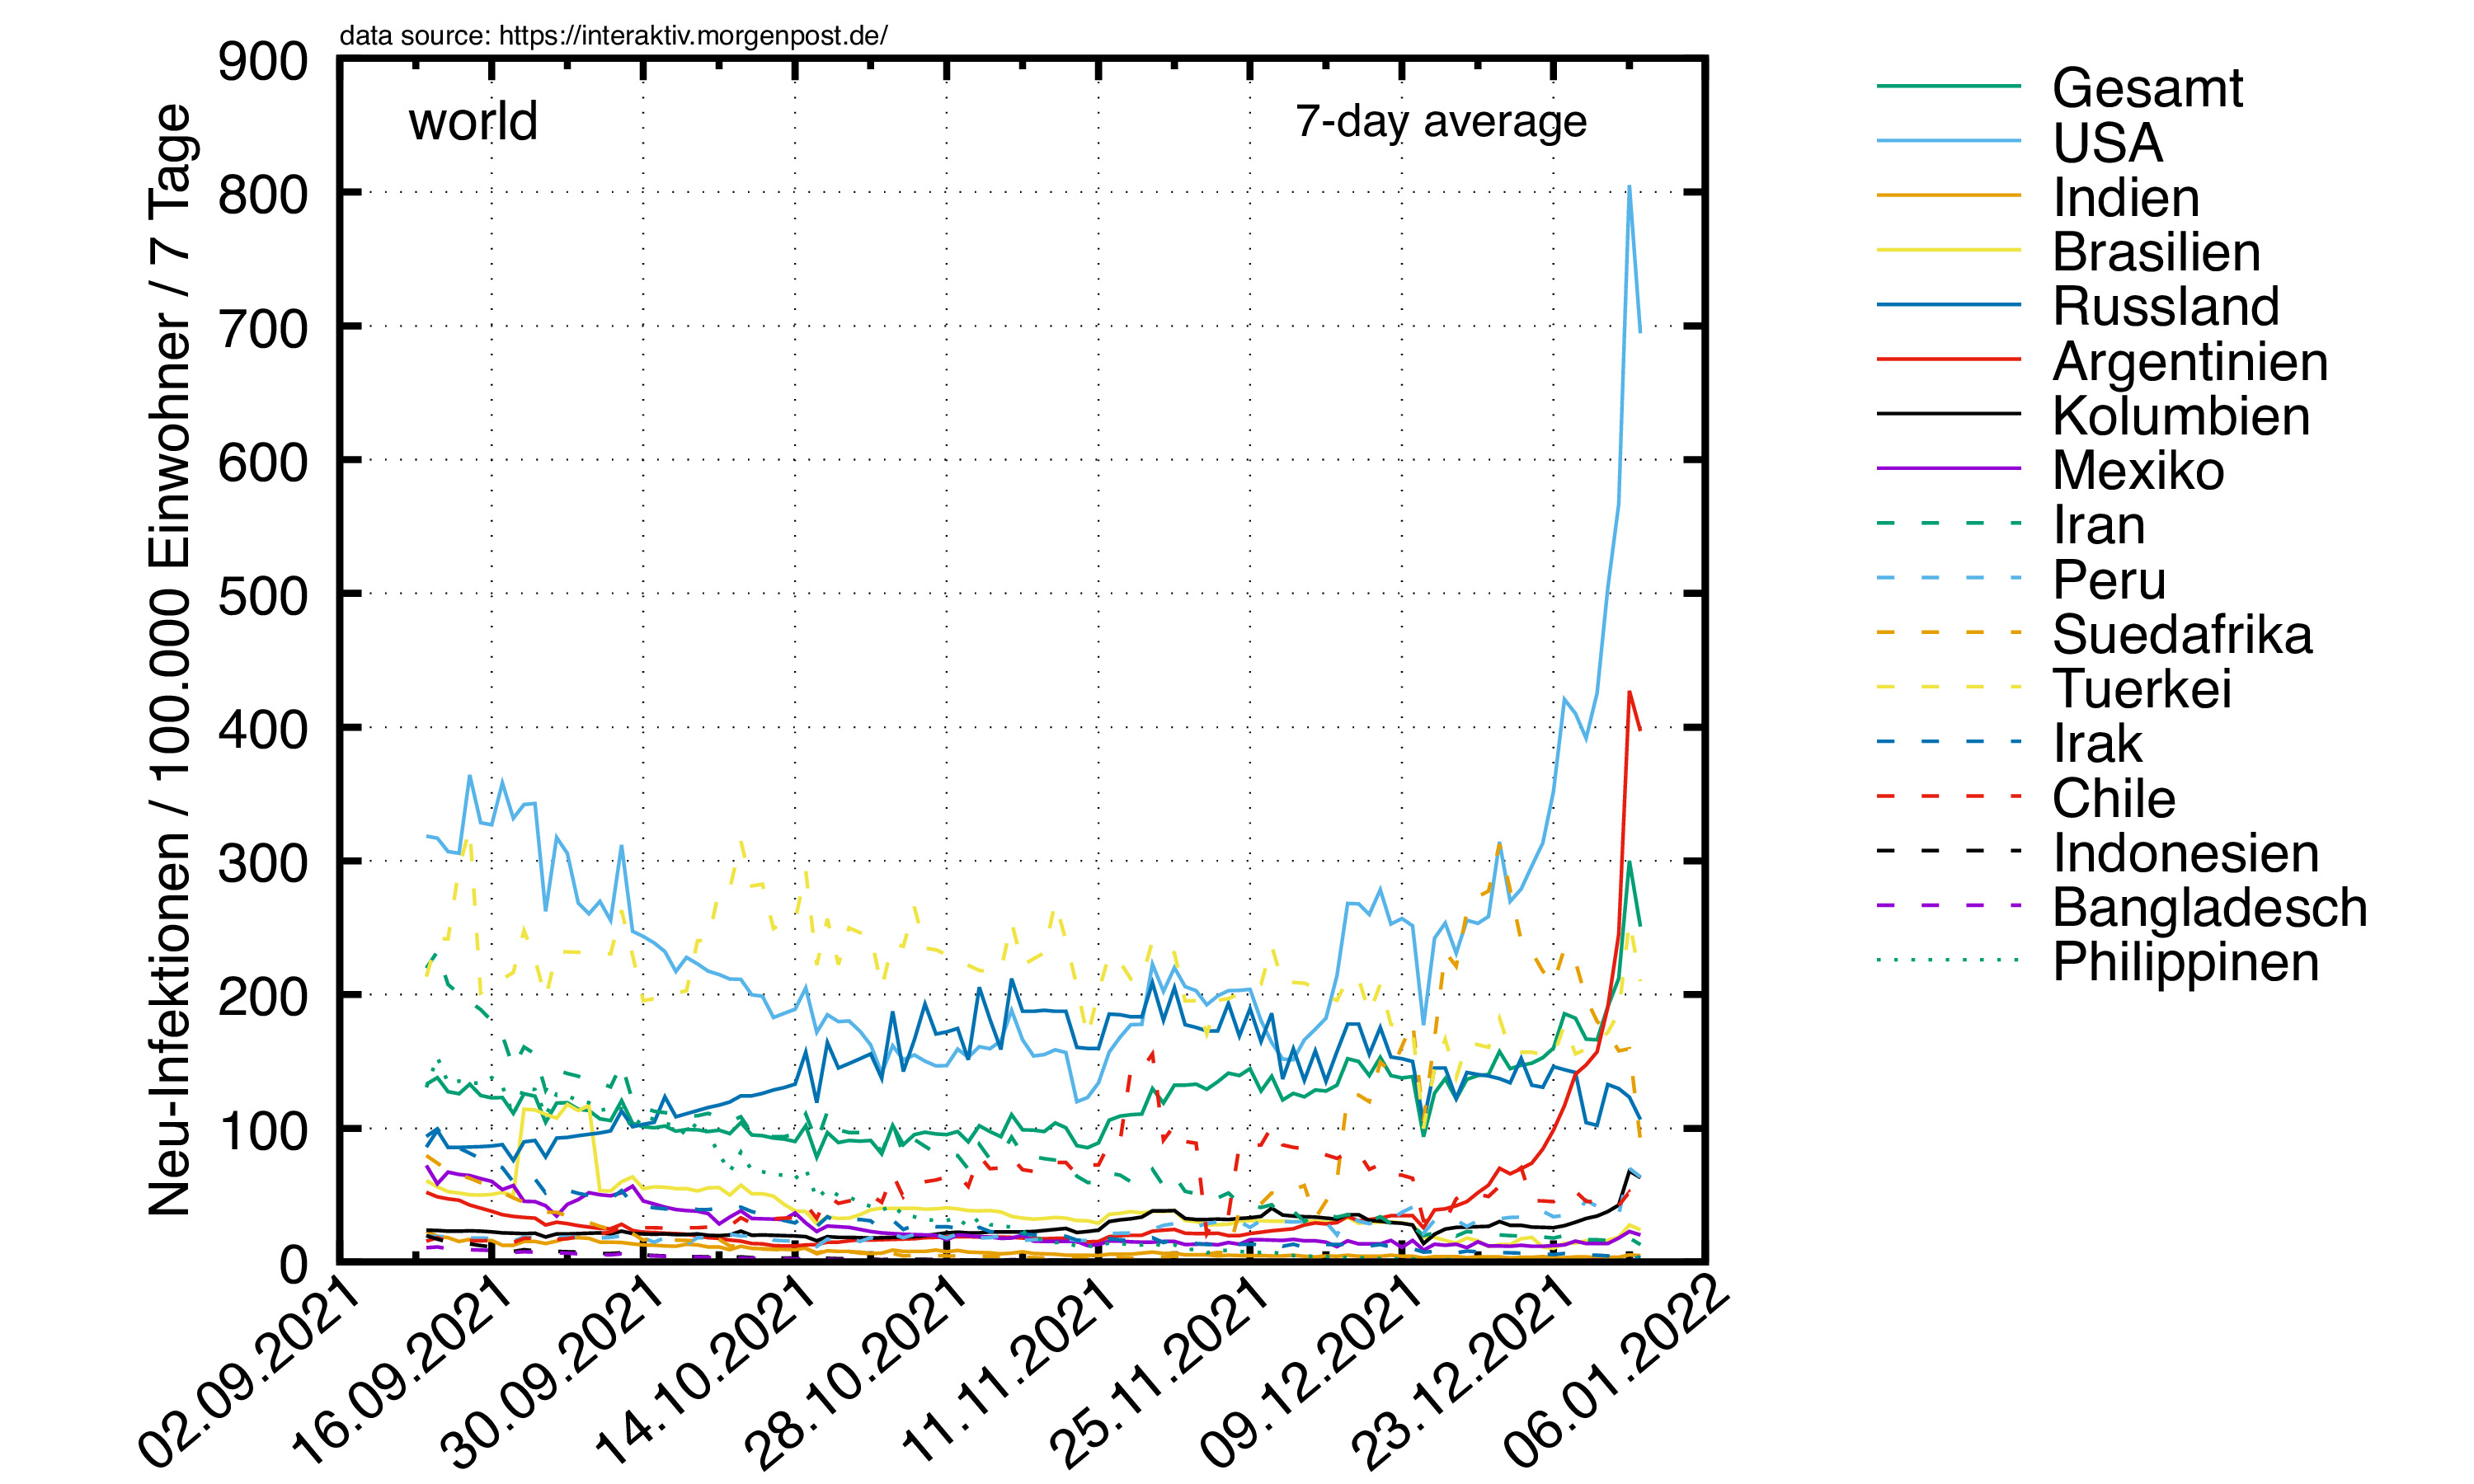 data source: https://interaktiv.morgenpost.de/
world
7-day average
Neu-Infektionen / 100.000 Einwohner / 7 Tage
900
800
700
600
500
400
300
200
100
0
02.09.2021
16.09.2021
30.09.2021
14.10.2021
28.10.2021
11.11.2021
25.11.2021
09.12.2021
23.12.2021
06.01.2022
Gesamt
USA
Indien
Brasilien
Russland
Argentinien
Kolumbien
Mexiko
Iran
Peru
Suedafrika
Tuerkei
Irak
Chile
Indonesien
Bangladesch
Philippinen